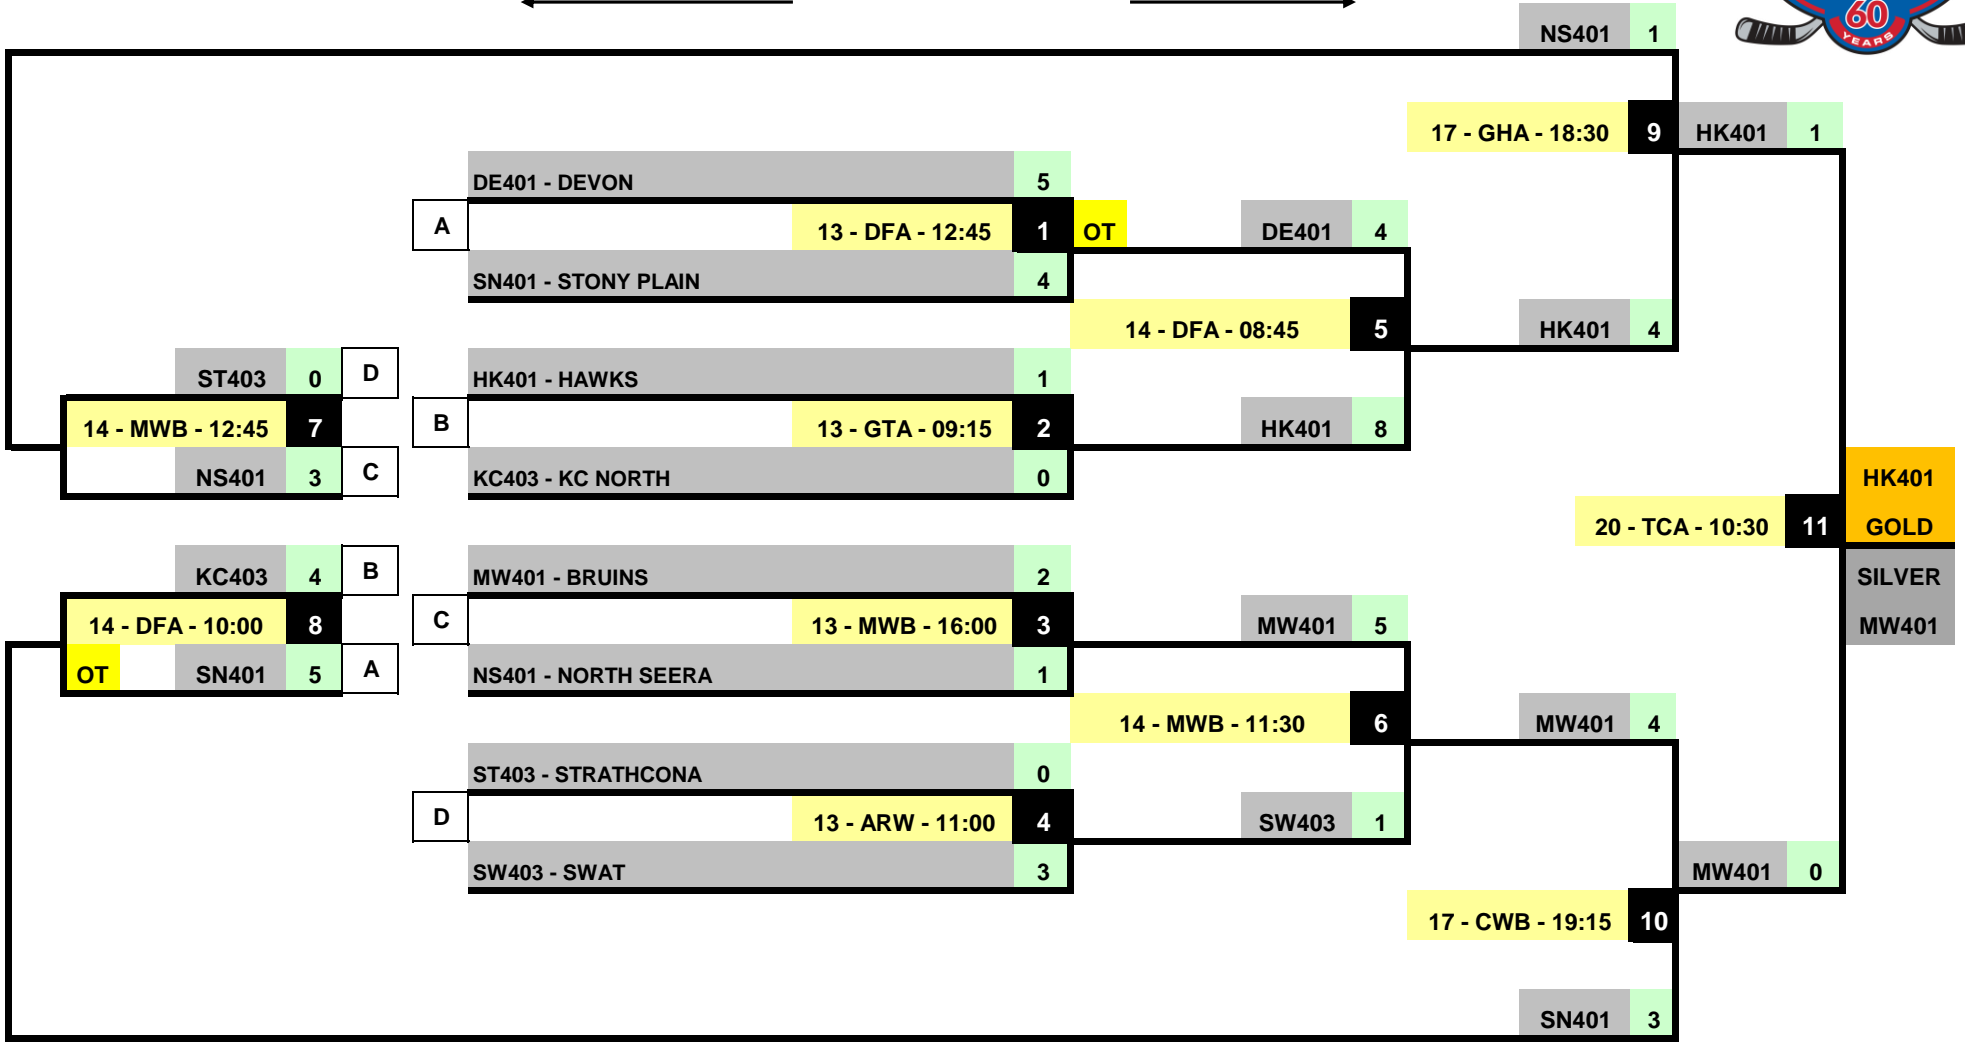 60
YEARS
NS401 1
17 - GHA - 18:30 9 HK401 1
DE401 - DEVON 5
A 13 - DFA - 12:45 1 OT DE401 4
SN401 - STONY PLAIN 4
14 - DFA - 08:45 5 HK401 4
ST403 0 D HK401 - HAWKS 1
14 - MWB - 12:45 7 B 13 - GTA - 09:15 2 HK401 8
NS401 3 C KC403 - KC NORTH 0 HK401
20 - TCA - 10:30 11 GOLD
KC403 4 B MW401 - BRUINS 2 SILVER
14 - DFA - 10:00 8 C 13 - MWB - 16:00 3 MW401 5 MW401
OT SN401 5 A NS401 - NORTH SEERA 1
14 - MWB - 11:30 6 MW401 4
ST403 - STRATHCONA 0
D 13 - ARW - 11:00 4 SW403 1
SW403 - SWAT 3 MW401 0
17 - CWB - 19:15 10
SN401 3